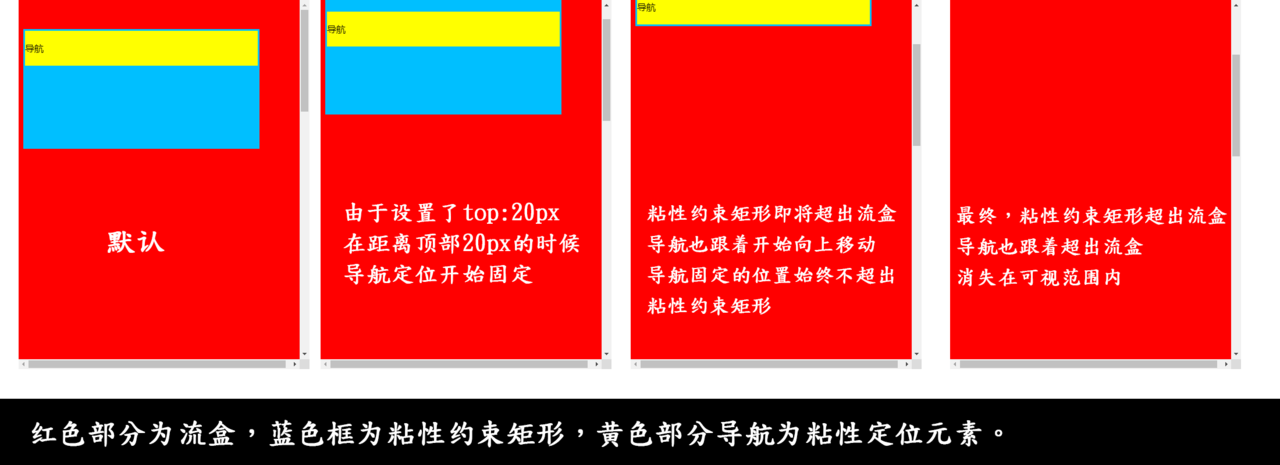 导航
默认
导航
由于设置了top:20px
在距离顶部20px的时候
导航定位开始固定
导航
粘性约束矩形即将超出流盒
导航也跟着开始向上移动
导航固定的位置始终不超出
粘性约束矩形
最终，粘性约束矩形超出流盒
导航也跟着超出流盒
消失在可视范围内
红色部分为流盒，蓝色框为粘性约束矩形，黄色部分导航为粘性定位元素。